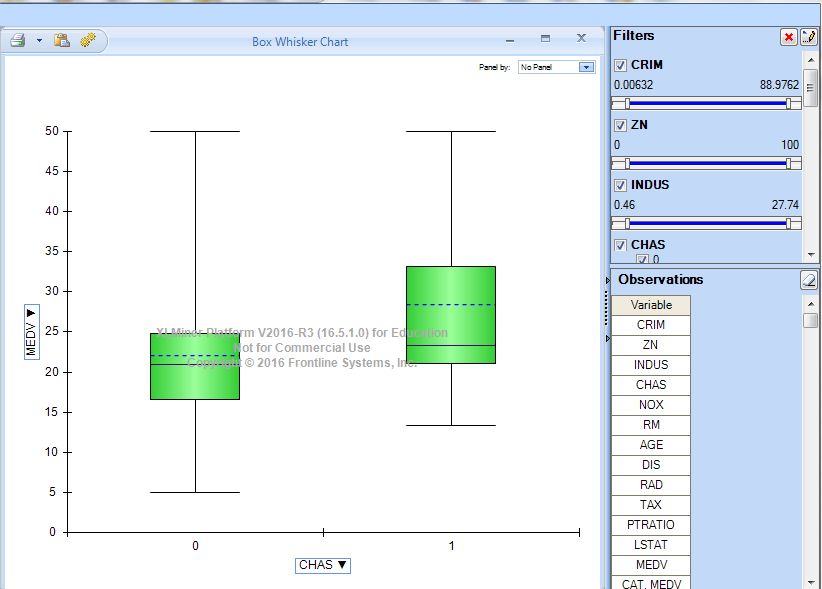 Box Whisker Chart
Panel by: No Panel
50
45
40
35
30
25
20
15
10
5
0
MEDV ▼
XLMiner Platform V2016-R3 (16.5.1.0) for Education
Not for Commercial Use
Copyright © 2016 Frontline Systems, Inc.
0 1
CHAS ▼
Filters
CRIM
0.00632 88.9762
ZN
0 100
INDUS
0.46 27.74
CHAS
0
Observations
Variable
CRIM
ZN
INDUS
CHAS
NOX
RM
AGE
DIS
RAD
TAX
PTRATIO
LSTAT
MEDV
CAT. MEDV